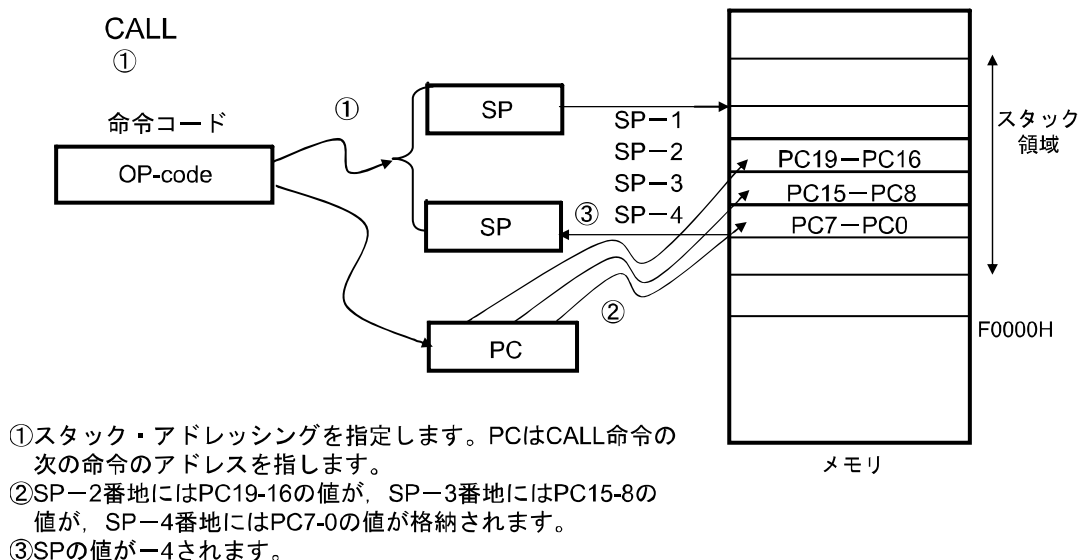 CALL
①
命令コード
OP-code
①
SP
SP
③
②
PC
SP－1
SP－2
SP－3
SP－4
PC19－PC16
PC15－PC8
PC7－PC0
スタック
領域
F0000H
メモリ
①スタック・アドレッシングを指定します。PCはCALL命令の
次の命令のアドレスを指します。
②SP－2番地にはPC19-16の値が，SP－3番地にはPC15-8の
値が，SP－4番地にはPC7-0の値が格納されます。
③SPの値が－4されます。